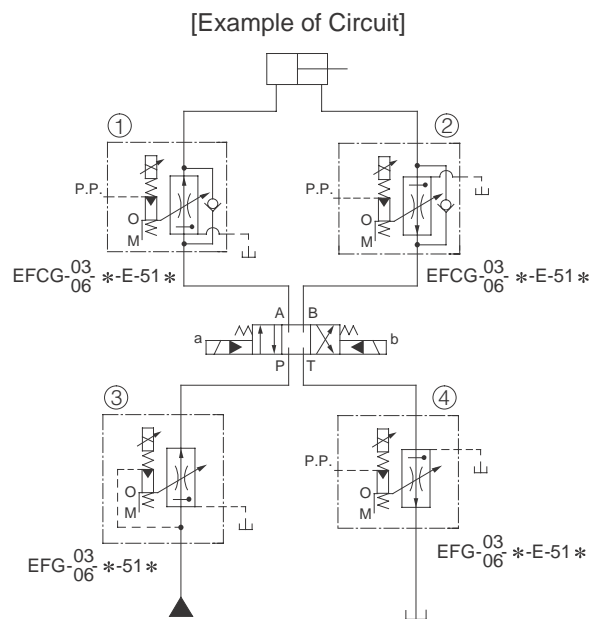 [Example of Circuit]
①
②
P.P.
P.P.
O
M
O
M
EFCG-03/06-*-E-51*
EFCG-03/06-*-E-51*
A B
a
b
P T
③
④
P.P.
O
M
O
M
EFG-03/06-*-51*
EFG-03/06-*-E-51*